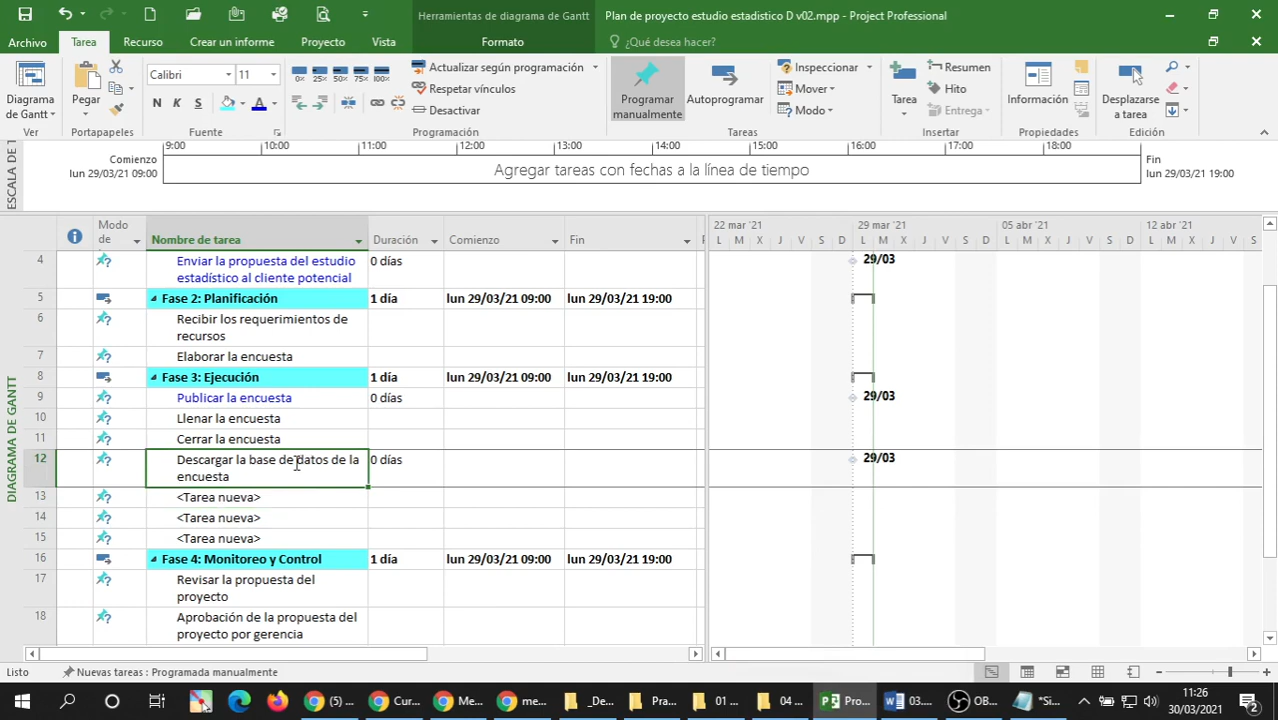 Herramientas de diagrama de Gantt
Plan de proyecto estudio estadistico D v02.mpp - Project Professional
Archivo
Tarea
Recurso
Crear un informe
Proyecto
Vista
Formato
¿Qué desea hacer?
Diagrama
de Gantt
Ver
Pegar
Portapapeles
Calibri
11
N K S
A
Fuente
0% 25% 50% 75% 100%
Actualizar según programación
Respetar vínculos
Desactivar
Programación
Programar
manualmente
Autoprogramar
Inspeccionar
Mover
Modo
Tareas
Tarea
Resumen
Hito
Entrega
Insertar
Información
Propiedades
Desplazarse
a tarea
Edición
ESCALA DE T
Comienzo
lun 29/03/21 09:00
9:00 10:00 11:00 12:00 13:00 14:00 15:00 16:00 17:00 18:00
Agregar tareas con fechas a la línea de tiempo
Fin
lun 29/03/21 19:00
DIAGRAMA DE GANTT
Modo
de
Nombre de tarea
Duración
Comienzo
Fin
22 mar '21 29 mar '21 05 abr '21 12 abr '21
L M X J V S D L M X J V S D L M X J V S D L M X J V S
4 Enviar la propuesta del estudio
estadístico al cliente potencial
0 días
29/03
5 Fase 2: Planificación 1 día lun 29/03/21 09:00 lun 29/03/21 19:00
6 Recibir los requerimientos de
recursos
7 Elaborar la encuesta
8 Fase 3: Ejecución 1 día lun 29/03/21 09:00 lun 29/03/21 19:00
9 Publicar la encuesta 0 días 29/03
10 Llenar la encuesta
11 Cerrar la encuesta
12 Descargar la base de datos de la
encuesta
0 días
29/03
13 <Tarea nueva>
14 <Tarea nueva>
15 <Tarea nueva>
16 Fase 4: Monitoreo y Control 1 día lun 29/03/21 09:00 lun 29/03/21 19:00
17 Revisar la propuesta del
proyecto
18 Aprobación de la propuesta del
proyecto por gerencia
Listo
Nuevas tareas : Programada manualmente
(5) ...
Cur...
Me...
me...
_De...
Pra...
01 ...
04 ...
Pro...
03....
OB...
*Si...
11:26
30/03/2021
2